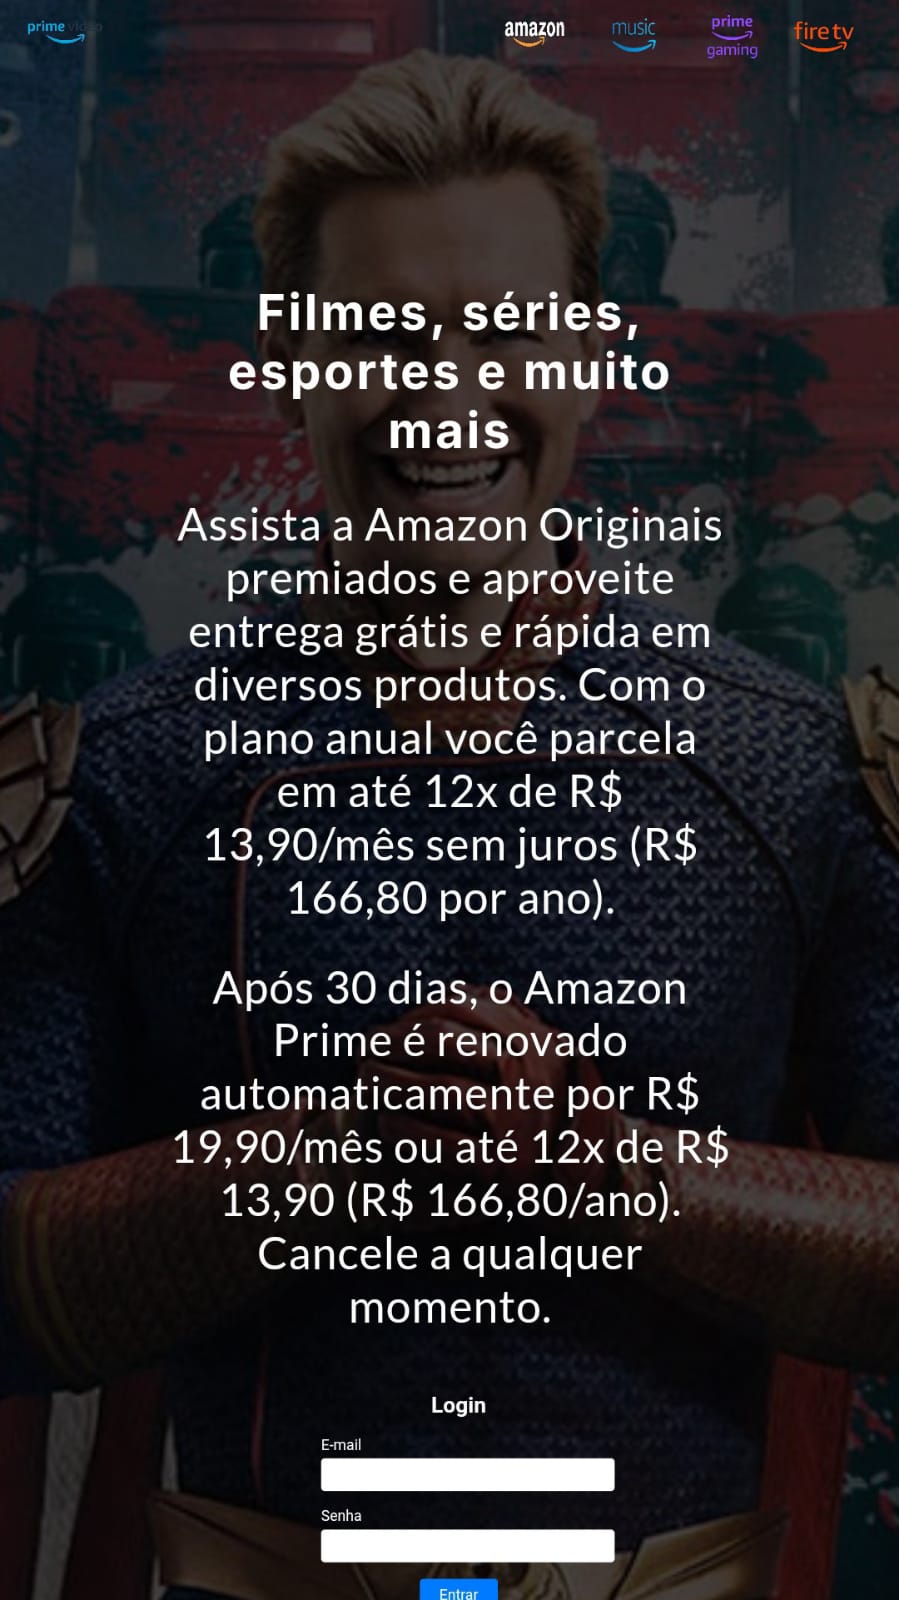 prime video
amazon
music
prime
gaming
fire tv
Filmes, séries,
esportes e muito
mais
Assista a Amazon Originais
premiados e aproveite
entrega grátis e rápida em
diversos produtos. Com o
plano anual você parcela
em até 12x de R$
13,90/mês sem juros (R$
166,80 por ano).
Após 30 dias, o Amazon
Prime é renovado
automaticamente por R$
19,90/mês ou até 12x de R$
13,90 (R$ 166,80/ano).
Cancele a qualquer
momento.
Login
E-mail
Senha
Entrar